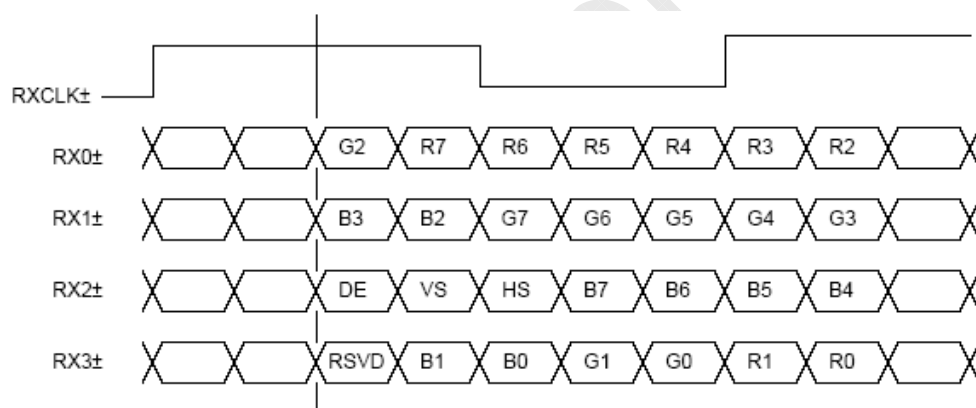 RXCLK±
RX0± G2 R7 R6 R5 R4 R3 R2
RX1± B3 B2 G7 G6 G5 G4 G3
RX2± DE VS HS B7 B6 B5 B4
RX3± RSVD B1 B0 G1 G0 R1 R0